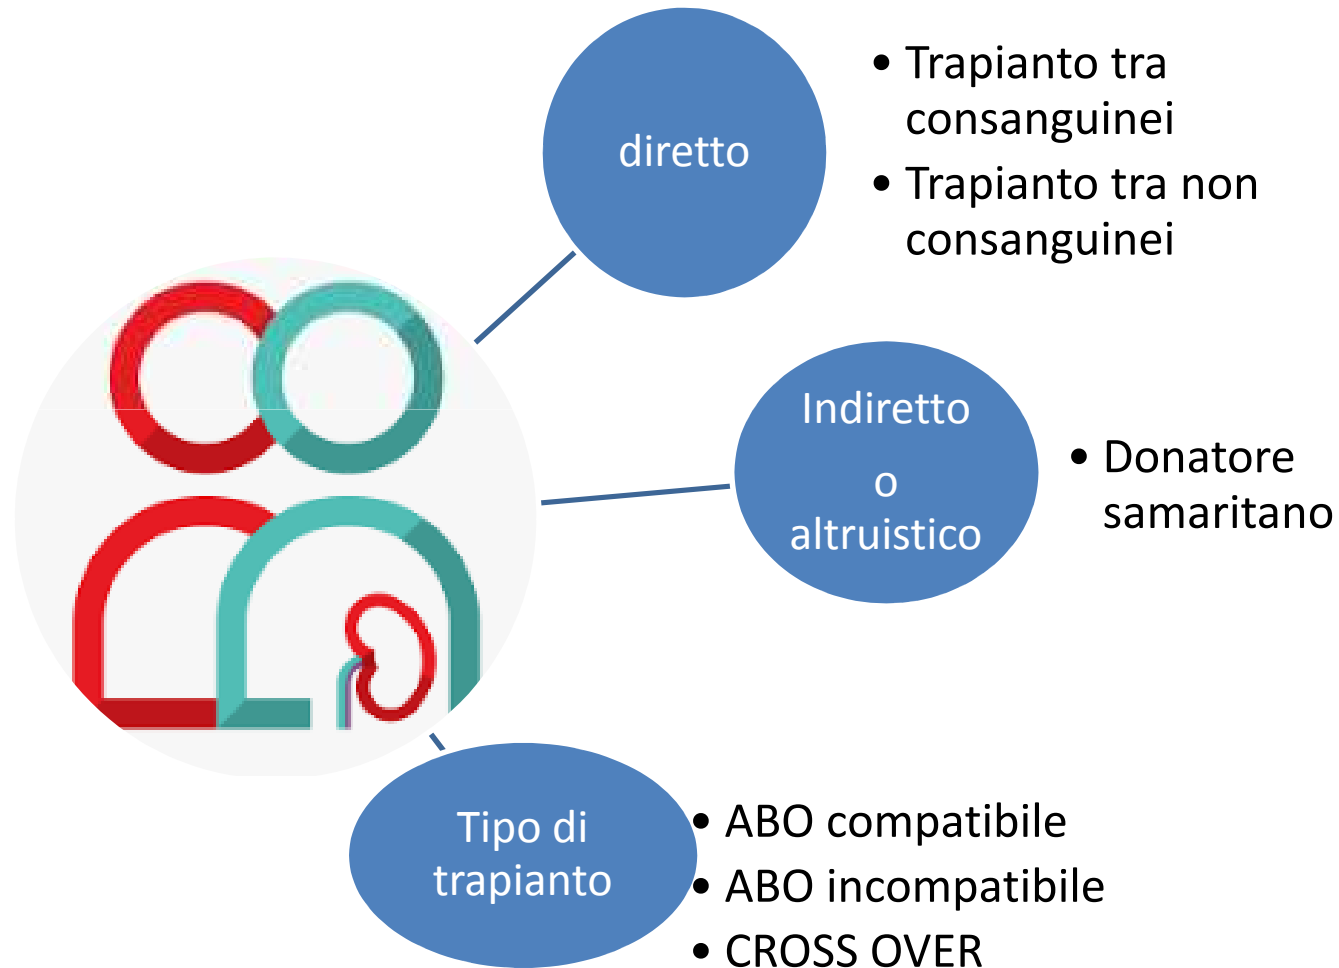 diretto
• Trapianto tra
consanguinei
• Trapianto tra non
consanguinei
Indiretto
o
altruistico
• Donatore
samaritano
Tipo di
trapianto
• ABO compatibile
• ABO incompatibile
• CROSS OVER